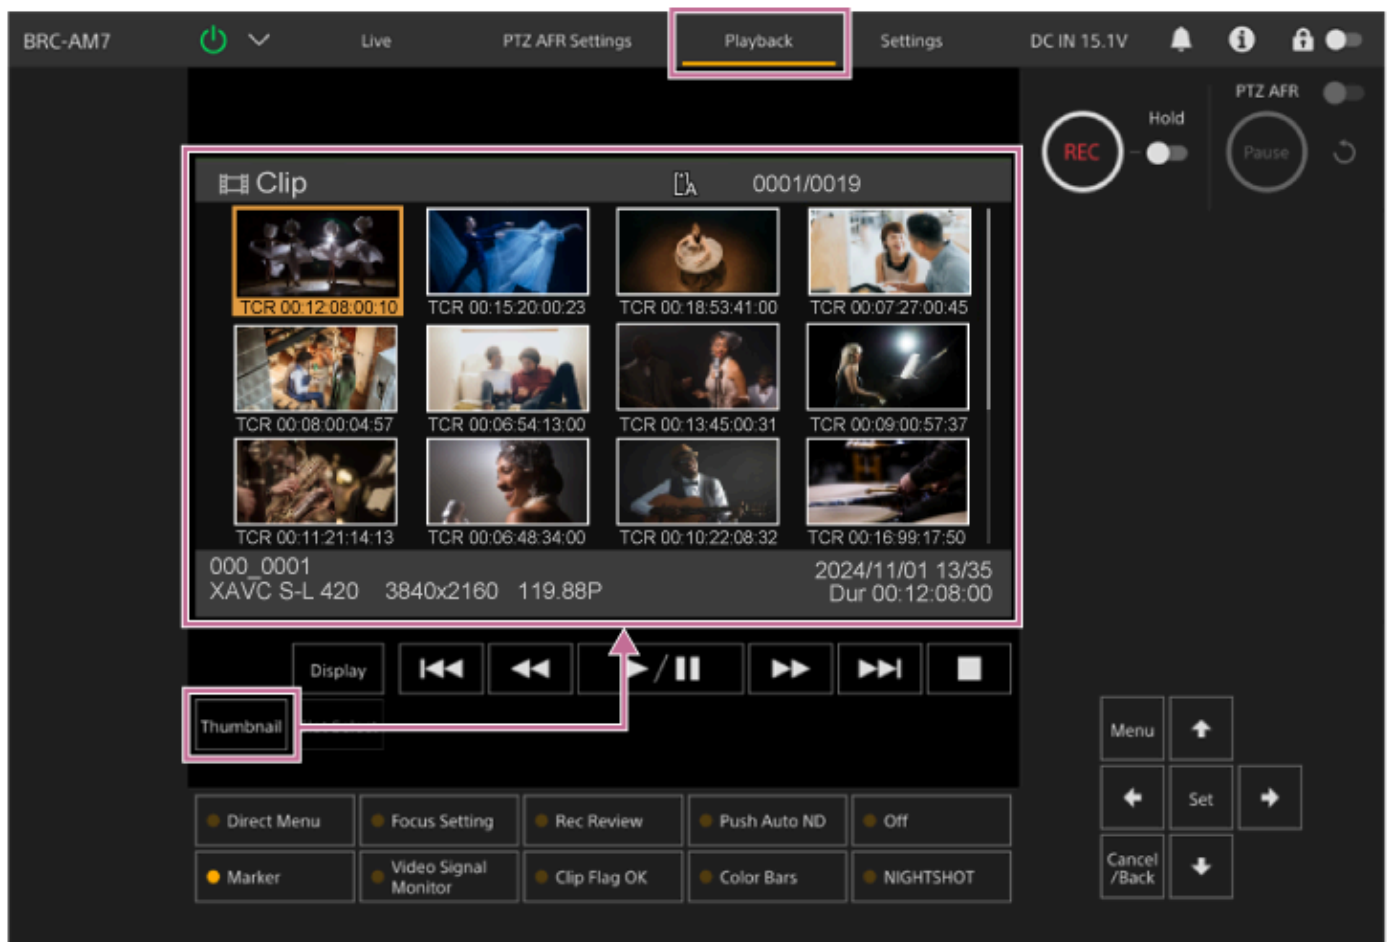 BRC-AM7
Live
PTZ AFR Settings
Playback
Settings
DC IN 15.1V
PTZ AFR
Hold
REC
Pause
Clip
A
0001/0019
TCR 00:12:08:00:10
TCR 00:15:20:00:23
TCR 00:18:53:41:00
TCR 00:07:27:00:45
TCR 00:08:00:04:57
TCR 00:06:54:13:00
TCR 00:13:45:00:31
TCR 00:09:00:57:37
TCR 00:11:21:14:13
TCR 00:06:48:34:00
TCR 00:10:22:08:32
TCR 00:16:99:17:50
000_0001
2024/11/01 13/35
XAVC S-L 420 3840x2160 119.88P
Dur 00:12:08:00
Display
Thumbnail
Menu
Set
Cancel
/Back
Direct Menu
Focus Setting
Rec Review
Push Auto ND
Off
Marker
Video Signal
Monitor
Clip Flag OK
Color Bars
NIGHTSHOT